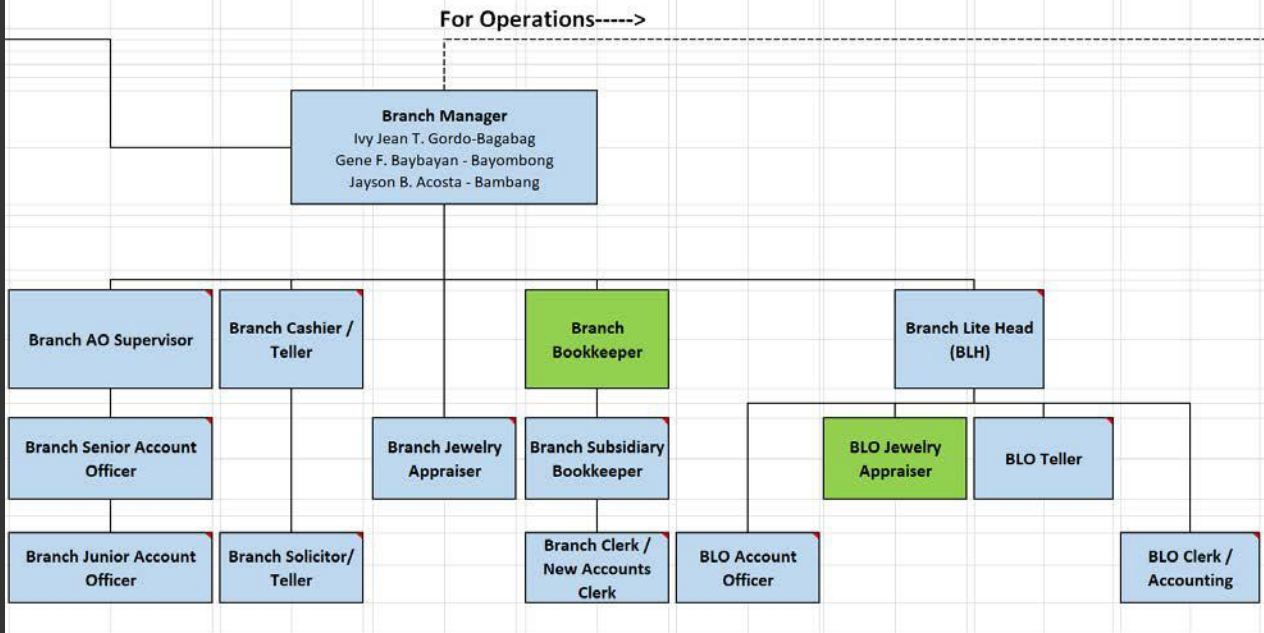 For Operations----->
Branch Manager
Ivy Jean T. Gordo-Bagabag
Gene F. Baybayan - Bayombong
Jayson B. Acosta - Bambang
Branch AO Supervisor
Branch Cashier /
Teller
Branch
Bookkeeper
Branch Lite Head
(BLH)
Branch Senior Account
Officer
Branch Jewelry
Appraiser
Branch Subsidiary
Bookkeeper
BLO Jewelry
Appraiser
BLO Teller
Branch Junior Account
Officer
Branch Solicitor/
Teller
Branch Clerk /
New Accounts
Clerk
BLO Account
Officer
BLO Clerk /
Accounting